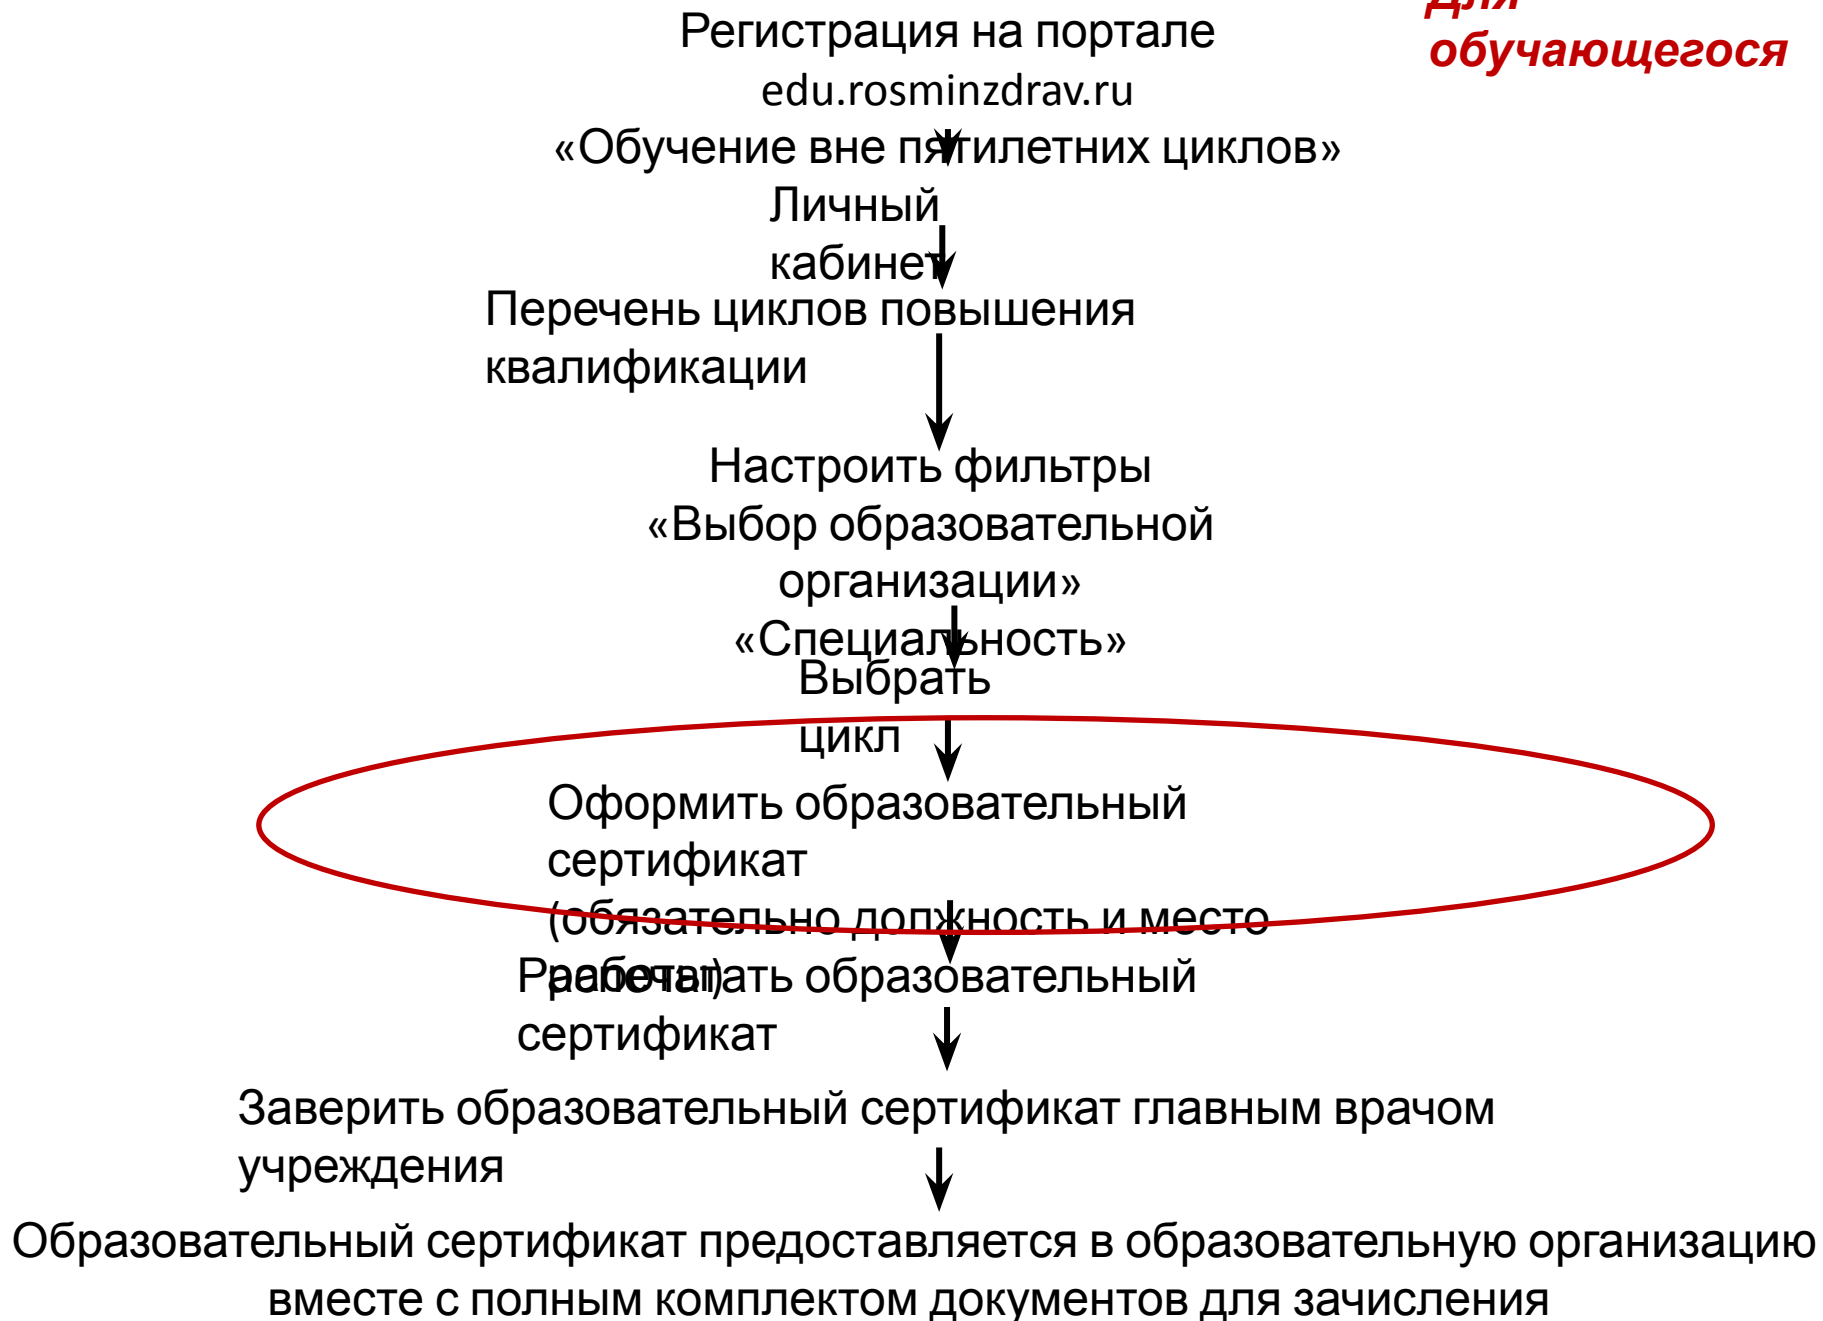 Для
обучающегося
Регистрация на портале
edu.rosminzdrav.ru
«Обучение вне пятилетних циклов»
Личный
кабинет
Перечень циклов повышения
квалификации
Настроить фильтры
«Выбор образовательной
организации»
«Специальность»
Выбрать
цикл
Оформить образовательный
сертификат
(обязательно должность и место
работы)
Распечатать образовательный
сертификат
Заверить образовательный сертификат главным врачом
учреждения
Образовательный сертификат предоставляется в образовательную организацию
вместе с полным комплектом документов для зачисления